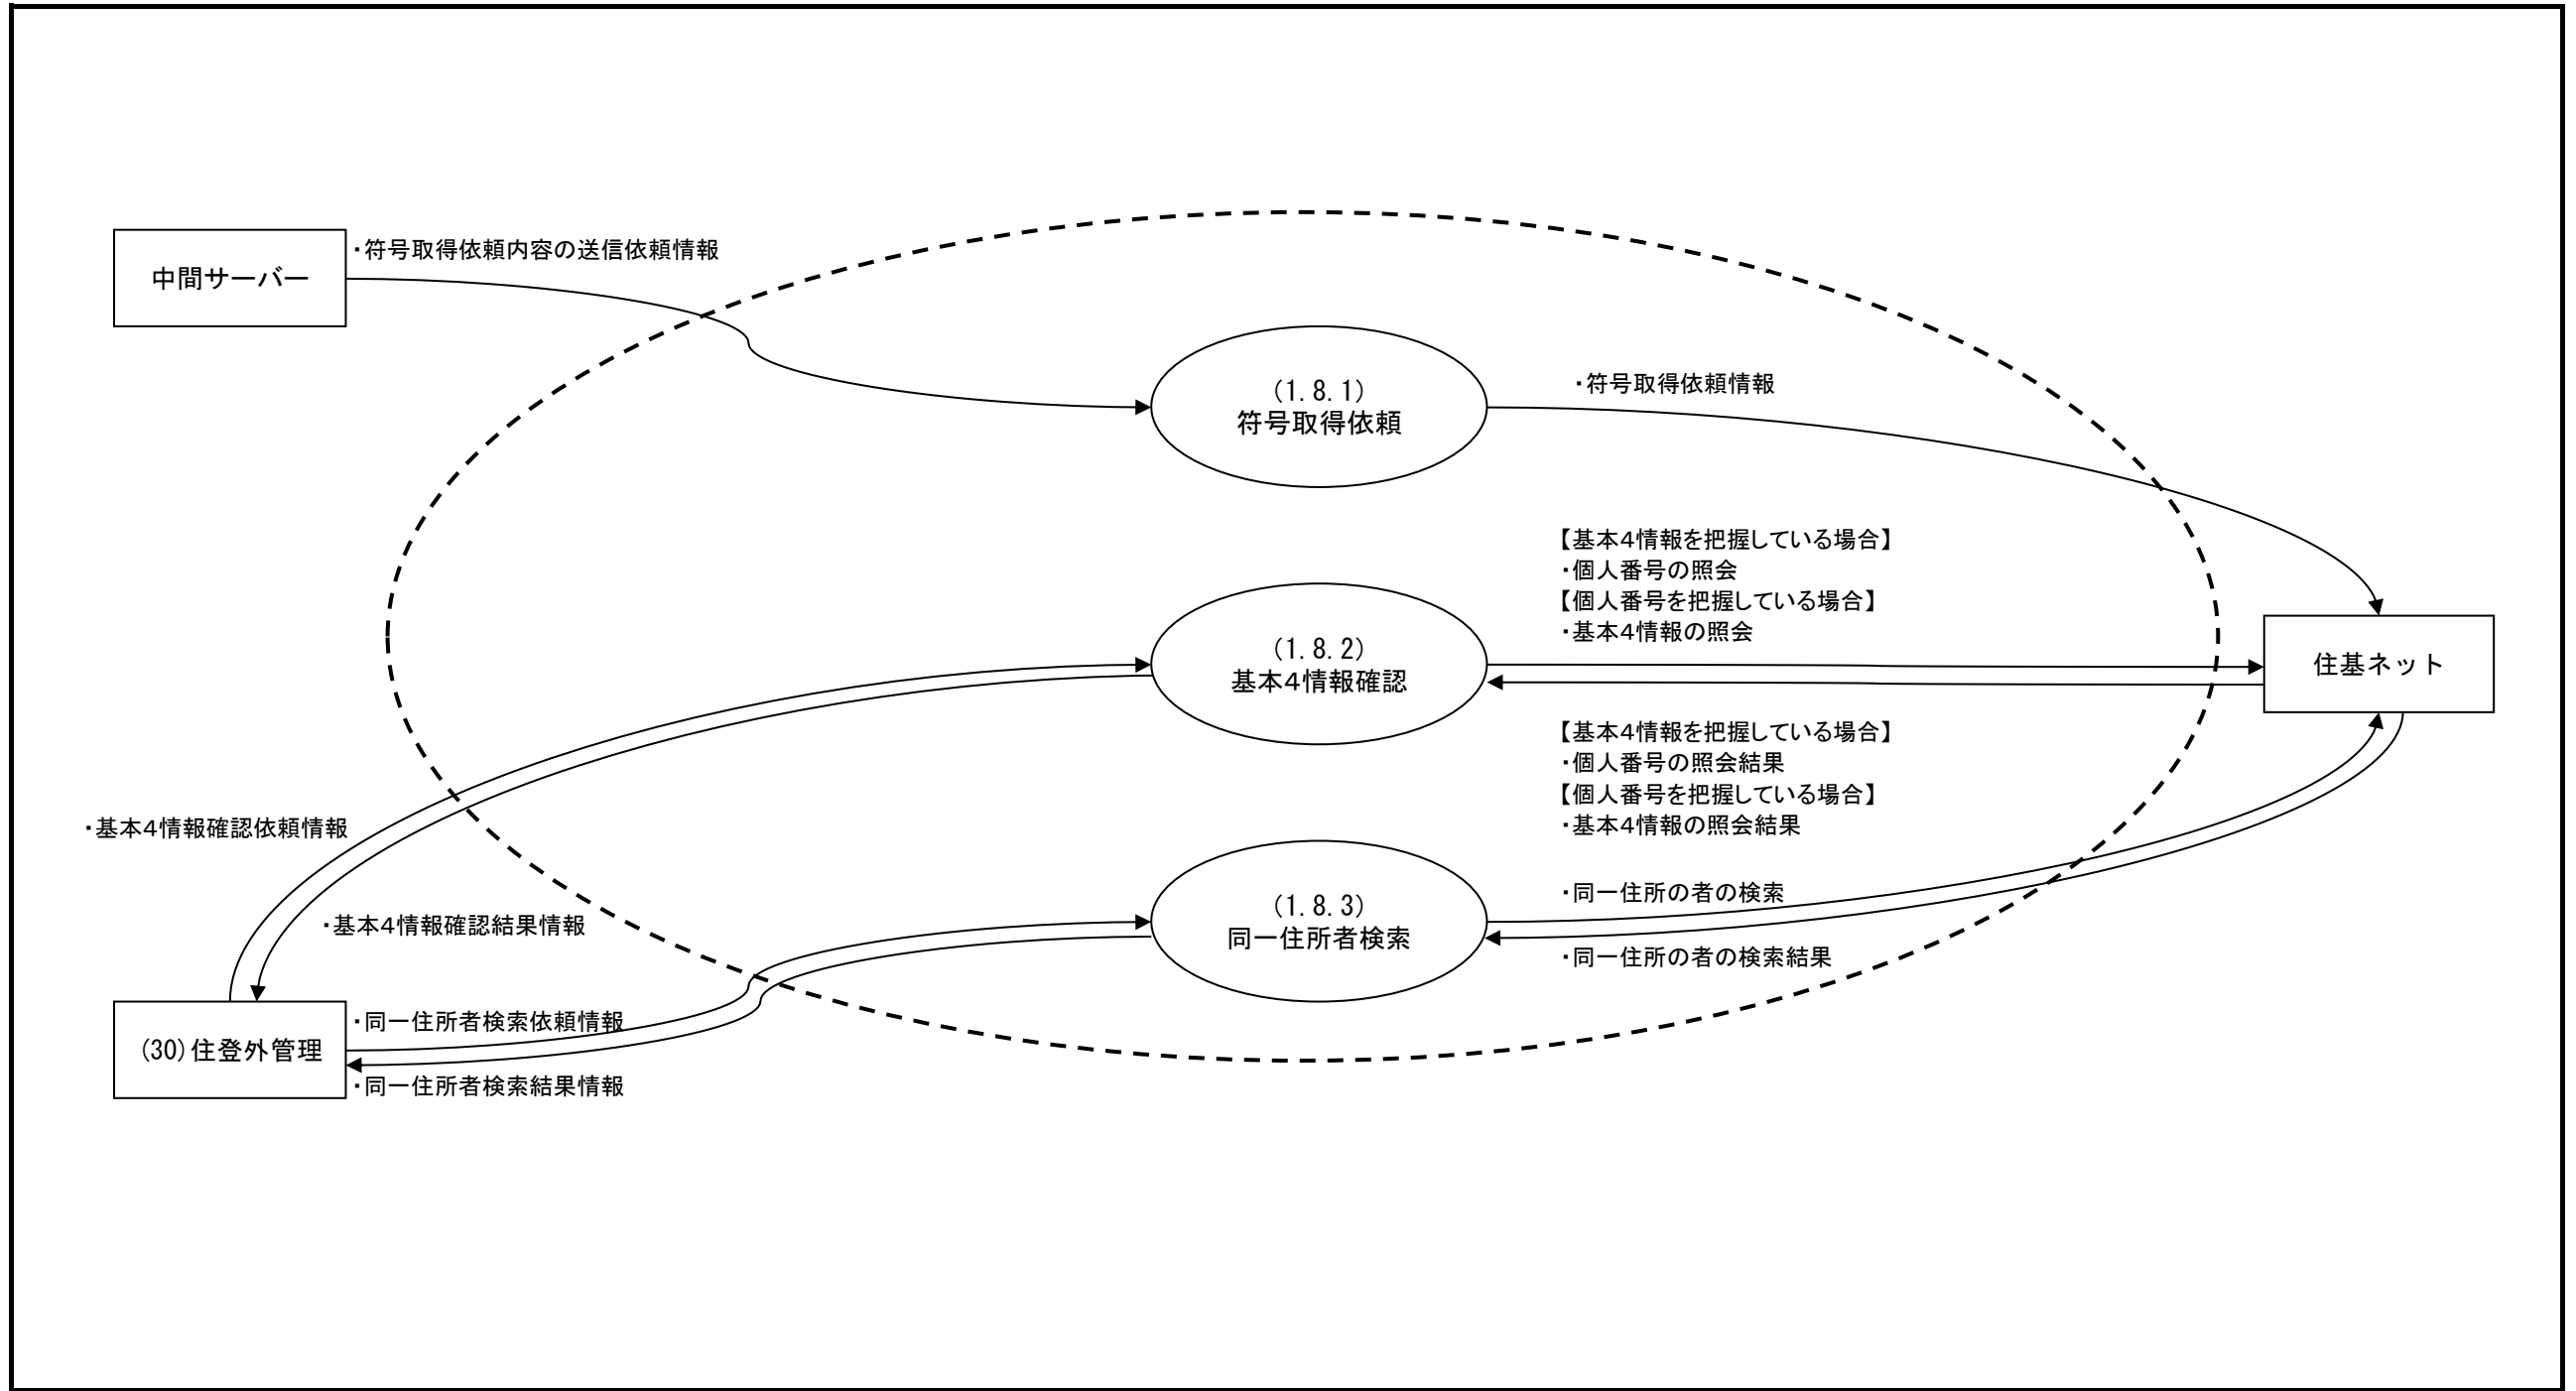 ・符号取得依頼内容の送信依頼情報
中間サーバー
(1.8.1)
符号取得依頼
・符号取得依頼情報
【基本4情報を把握している場合】
・個人番号の照会
【個人番号を把握している場合】
・基本4情報の照会
(1.8.2)
基本4情報確認
住基ネット
【基本4情報を把握している場合】
・個人番号の照会結果
【個人番号を把握している場合】
・基本4情報の照会結果
・基本4情報確認依頼情報
・基本4情報確認結果情報
(1.8.3)
同一住所者検索
・同一住所の者の検索
・同一住所の者の検索結果
・同一住所者検索依頼情報
(30)住登外管理
・同一住所者検索結果情報